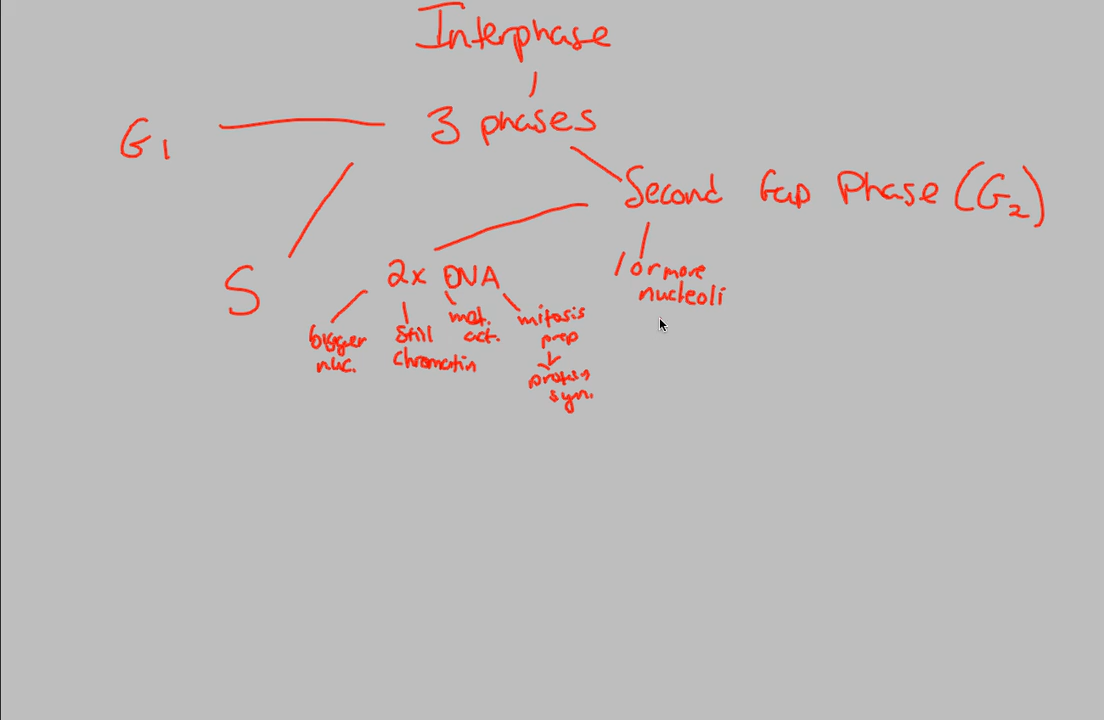 Interphase
3 phases
G1
Second Gap Phase (G2)
S
2x DNA
1 or more
nucleoli
bigger
nuc.
still
chromatin
met.
act.
mitosis
prep
protein
syn.